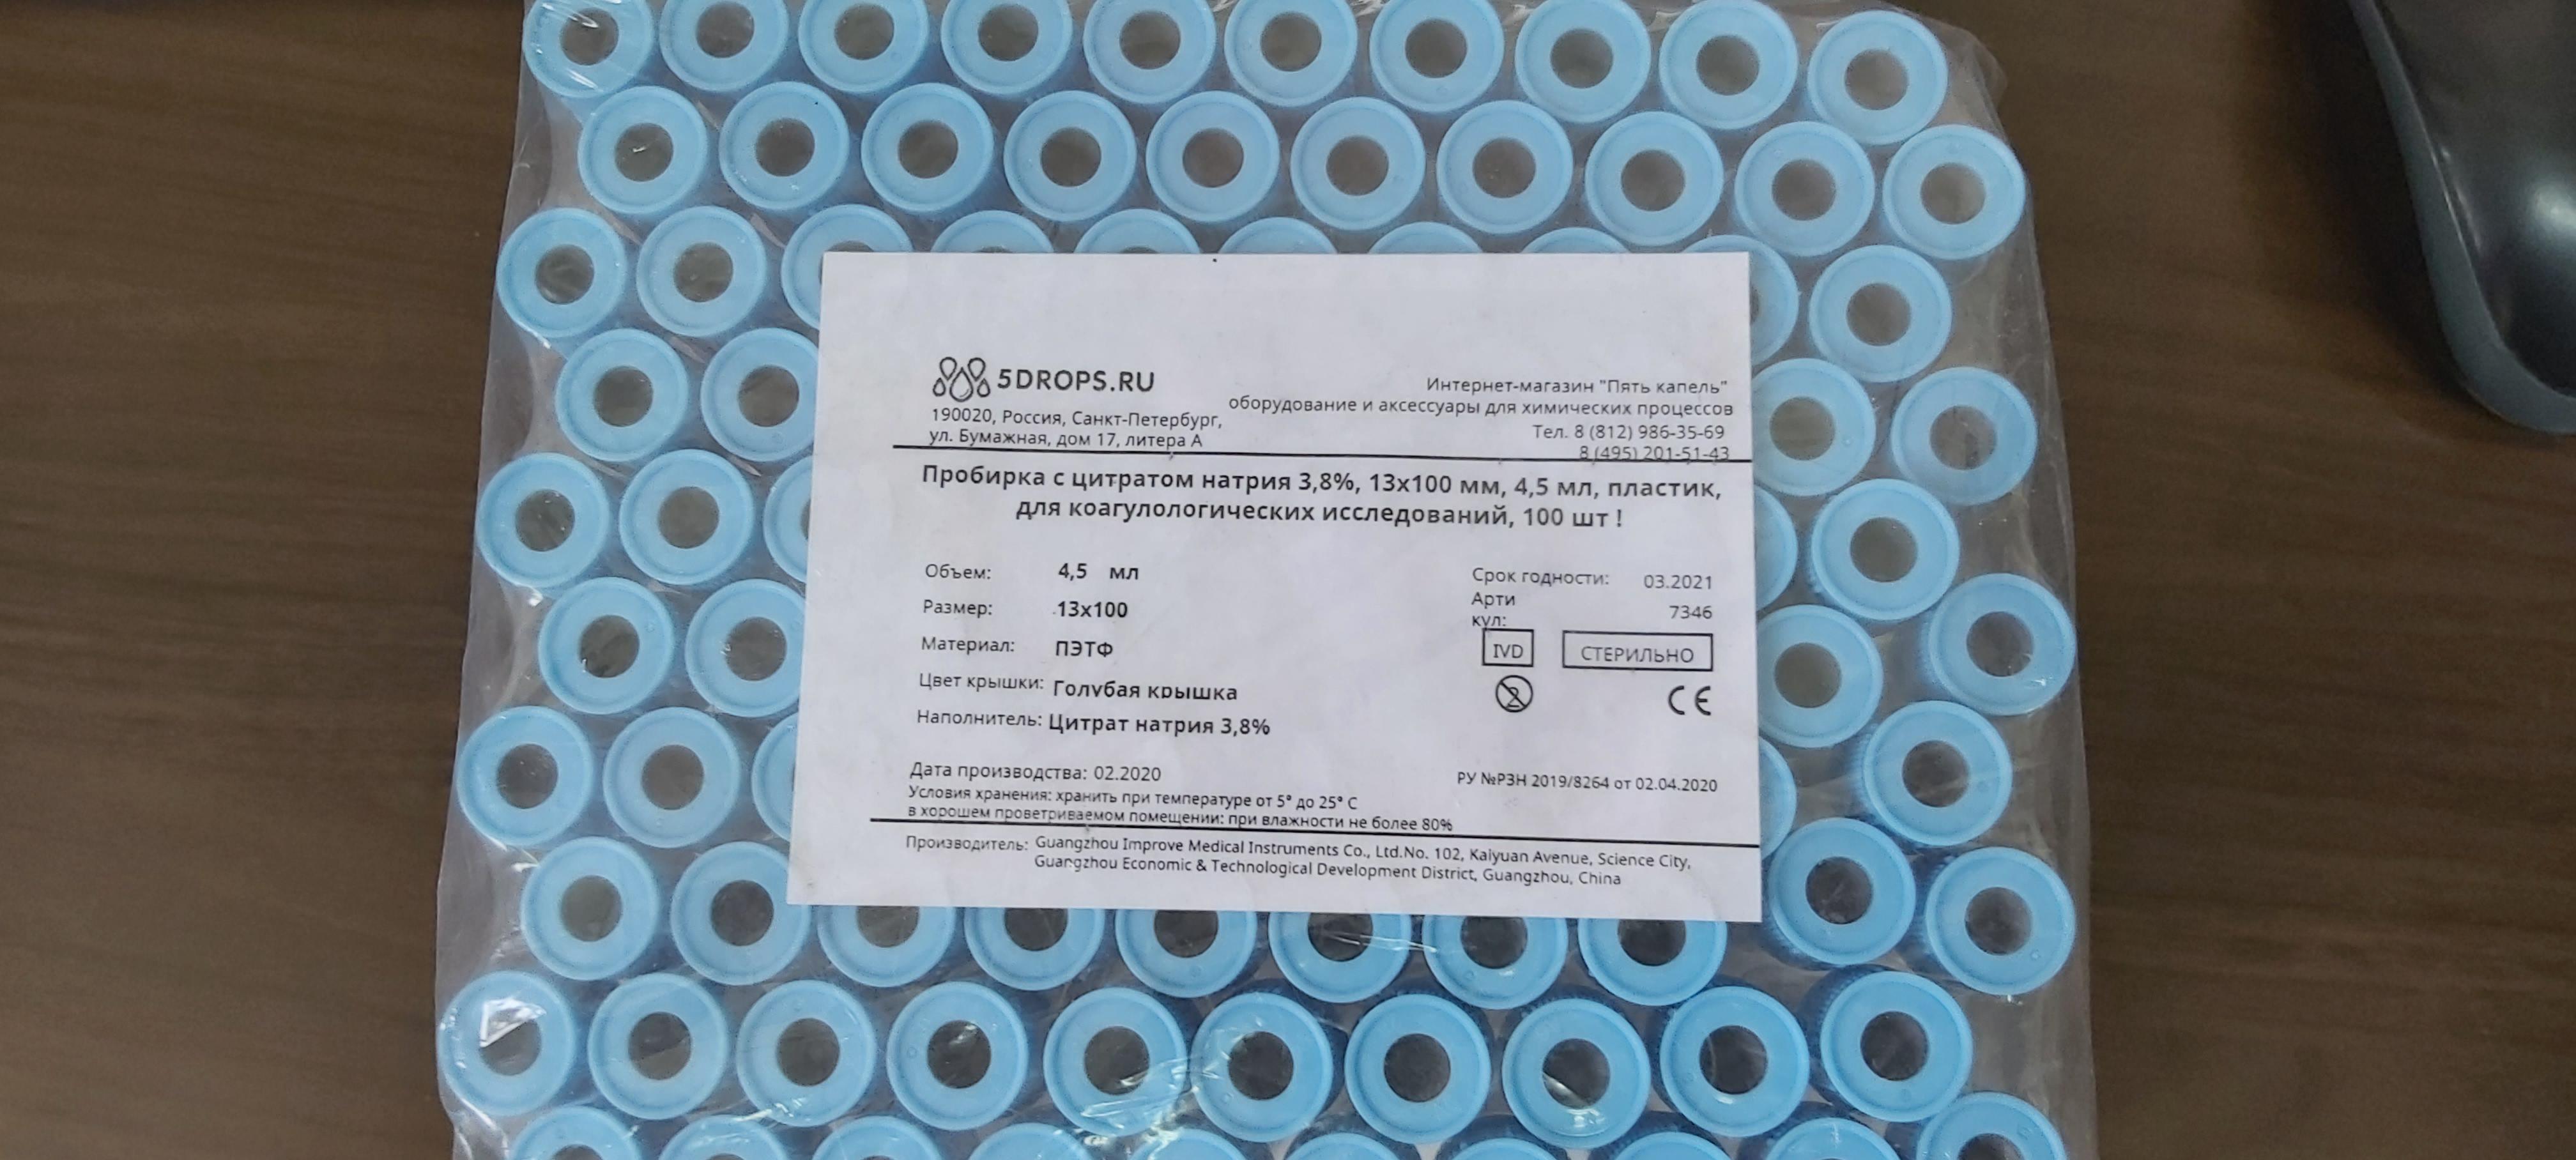 5DROPS.RU
190020, Россия, Санкт-Петербург,
ул. Бумажная, дом 17, литера А
Интернет-магазин "Пять капель"
оборудование и аксессуары для химических процессов
Тел. 8 (812) 986-35-69
8 (495) 201-51-43
Пробирка с цитратом натрия 3,8%, 13х100 мм, 4,5 мл, пластик,
для коагулологических исследований, 100 шт !
Объем: 4,5 мл
Размер: 13х100
Материал: ПЭТФ
Цвет крышки: Голубая крышка
Наполнитель: Цитрат натрия 3,8%
Срок годности: 03.2021
Арти
кул: 7346
IVD СТЕРИЛЬНО
2 CE
Дата производства: 02.2020
Условия хранения: хранить при температуре от 5° до 25° С
в хорошем проветриваемом помещении: при влажности не более 80%
РУ №РЗН 2019/8264 от 02.04.2020
Производитель: Guangzhou Improve Medical Instruments Co., Ltd.No. 102, Kaiyuan Avenue, Science City,
Guangzhou Economic & Technological Development District, Guangzhou, China